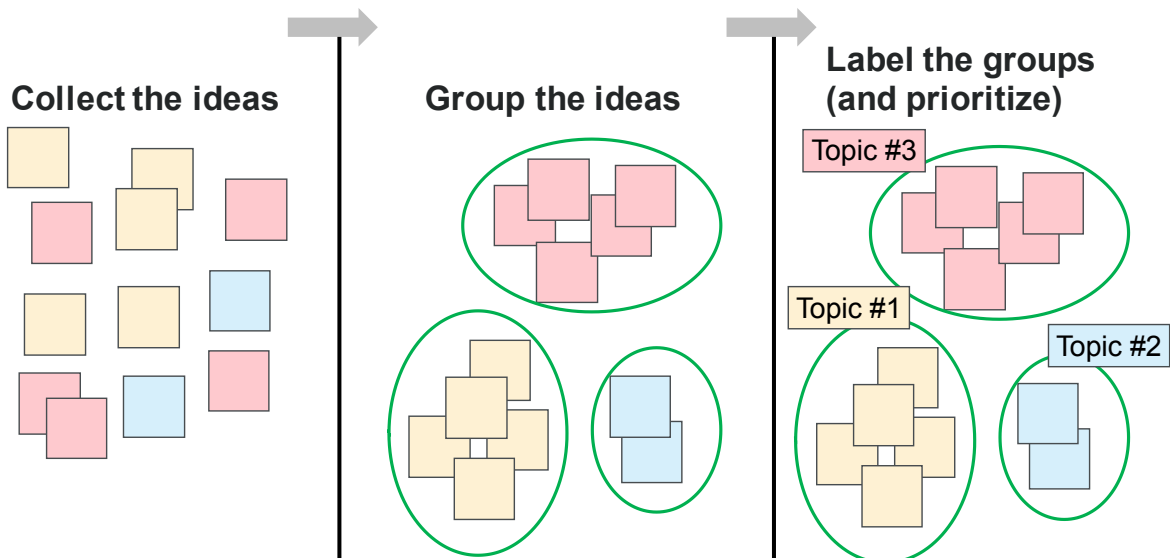 Collect the ideas
Group the ideas
Label the groups
(and prioritize)
Topic #3
Topic #1
Topic #2